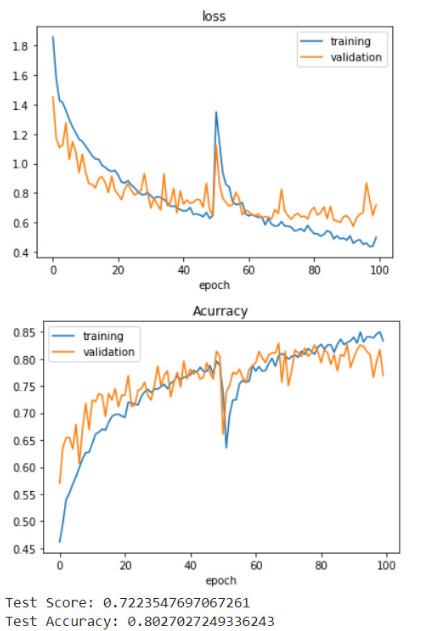 loss
training
validation
1.8
1.6
1.4
1.2
1.0
0.8
0.6
0.4
0 20 40 60 80 100
epoch
Acurracy
training
validation
0.85
0.80
0.75
0.70
0.65
0.60
0.55
0.50
0.45
0 20 40 60 80 100
epoch
Test Score: 0.7223547697067261
Test Accuracy: 0.8027027249336243